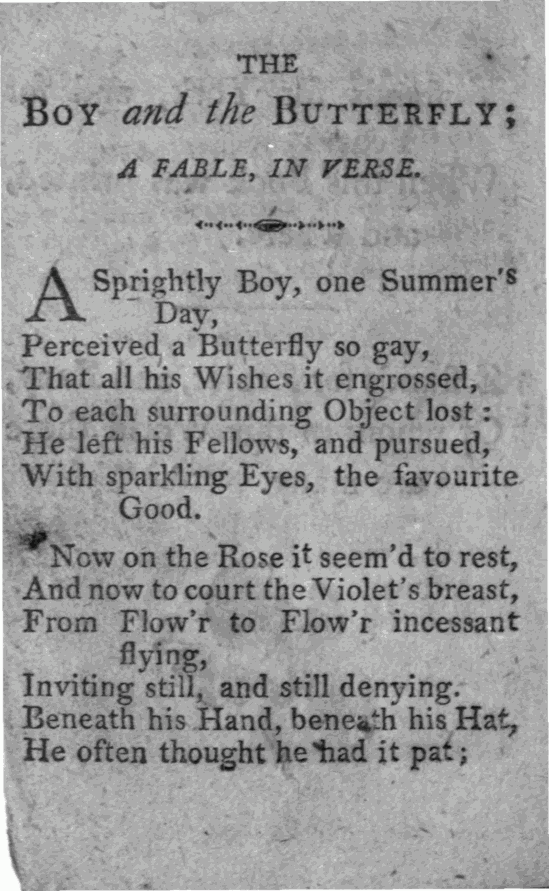 THE
BOY and the BUTTERFLY;
A FABLE, IN VERSE.
A Sprightly Boy, one Summer's
Day,
Perceived a Butterfly so gay,
That all his Wishes it engrossed,
To each surrounding Object lost:
He left his Fellows, and pursued,
With sparkling Eyes, the favourite
Good.
Now on the Rose it seem'd to rest,
And now to court the Violet's breast,
From Flow'r to Flow'r incessant
flying,
Inviting still, and still denying.
Beneath his Hand, beneath his Hat,
He often thought he had it pat;